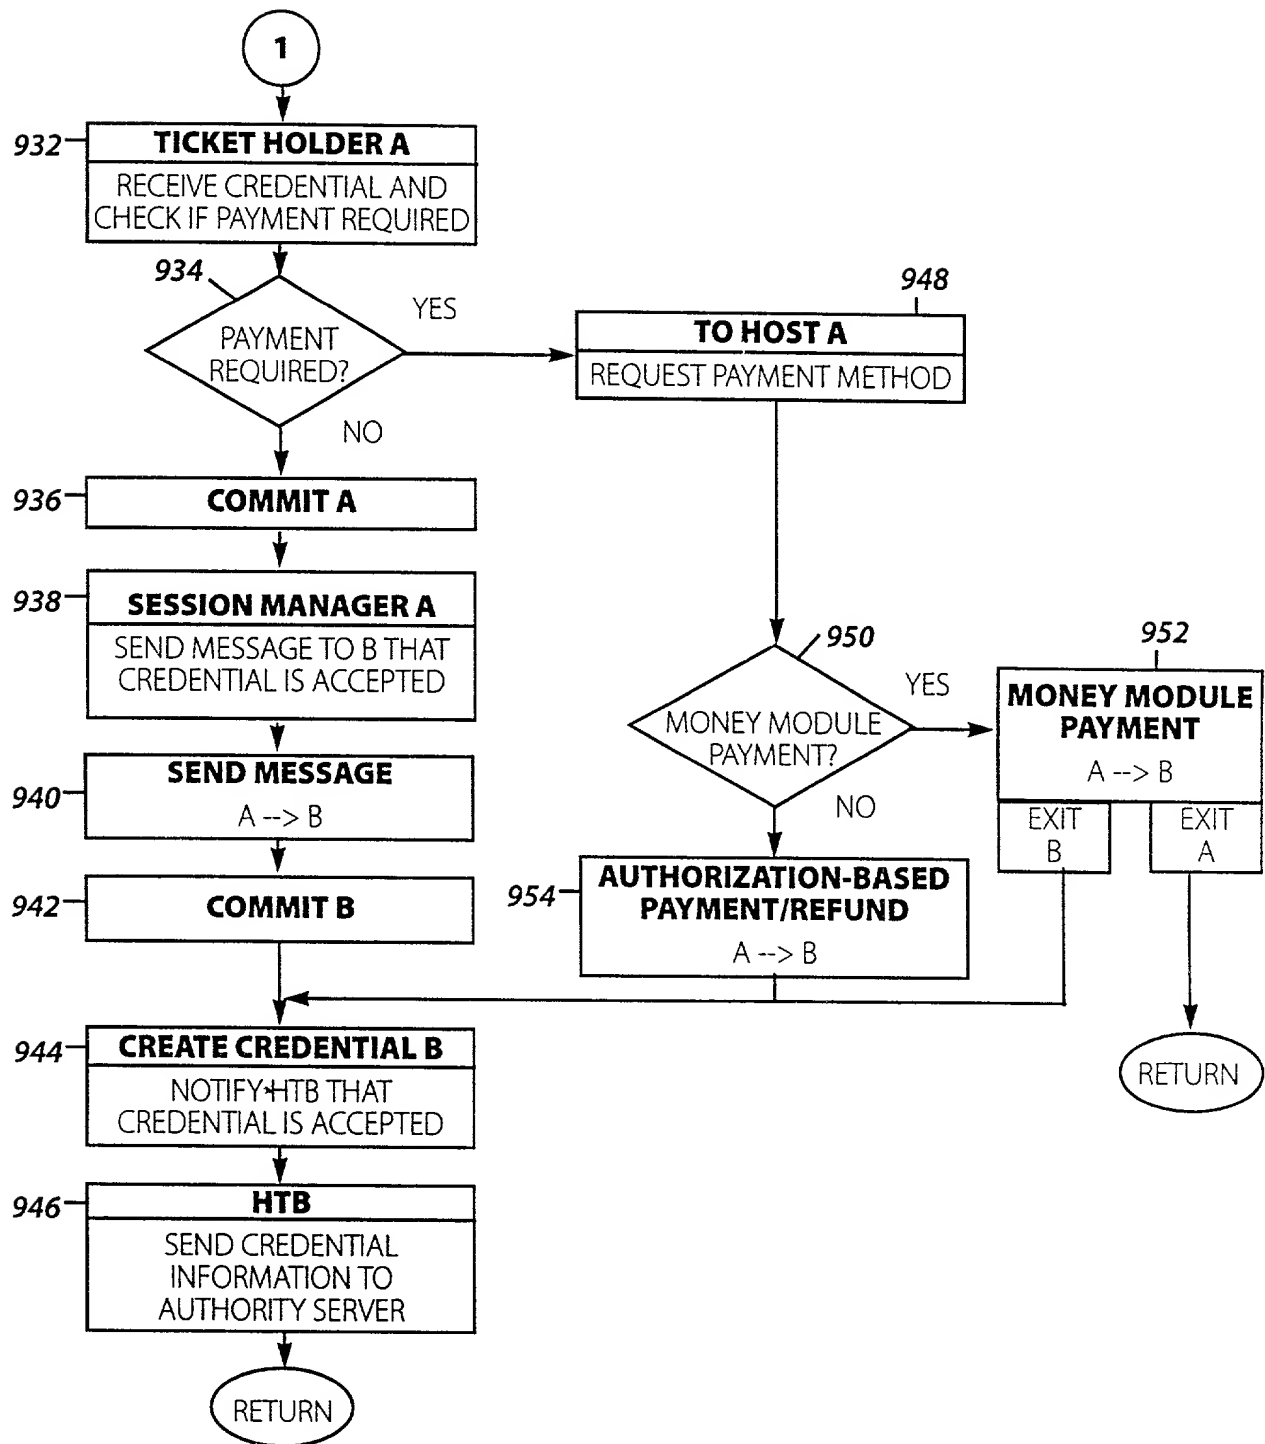 1
932
TICKET HOLDER A
RECEIVE CREDENTIAL AND
CHECK IF PAYMENT REQUIRED
934
PAYMENT
REQUIRED?
YES
NO
948
TO HOST A
REQUEST PAYMENT METHOD
936
COMMIT A
938
SESSION MANAGER A
SEND MESSAGE TO B THAT
CREDENTIAL IS ACCEPTED
940
SEND MESSAGE
A --> B
942
COMMIT B
950
MONEY MODULE
PAYMENT?
YES
NO
952
MONEY MODULE
PAYMENT
A --> B
EXIT
B
EXIT
A
954
AUTHORIZATION-BASED
PAYMENT/REFUND
A --> B
RETURN
944
CREATE CREDENTIAL B
NOTIFY HTB THAT
CREDENTIAL IS ACCEPTED
946
HTB
SEND CREDENTIAL
INFORMATION TO
AUTHORITY SERVER
RETURN